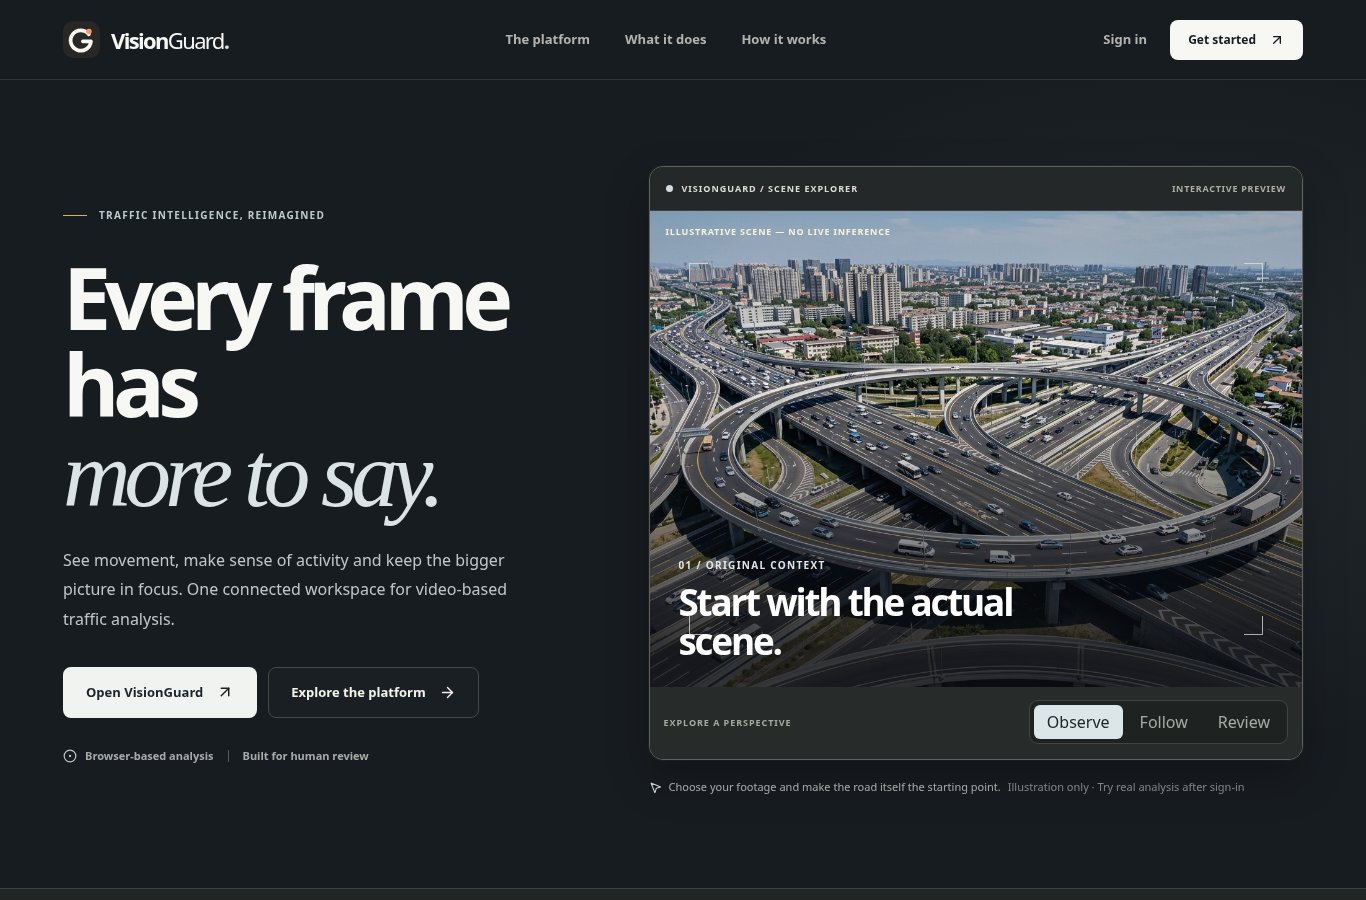 VisionGuard.
The platform
What it does
How it works
Sign in
Get started
TRAFFIC INTELLIGENCE, REIMAGINED
Every frame
has
more to say.
See movement, make sense of activity and keep the bigger
picture in focus. One connected workspace for video-based
traffic analysis.
Open VisionGuard
Explore the platform
Browser-based analysis
Built for human review
VISIONGUARD / SCENE EXPLORER
INTERACTIVE PREVIEW
ILLUSTRATIVE SCENE — NO LIVE INFERENCE
01 / ORIGINAL CONTEXT
Start with the actual
scene.
EXPLORE A PERSPECTIVE
Observe
Follow
Review
Choose your footage and make the road itself the starting point.
Illustration only · Try real analysis after sign-in